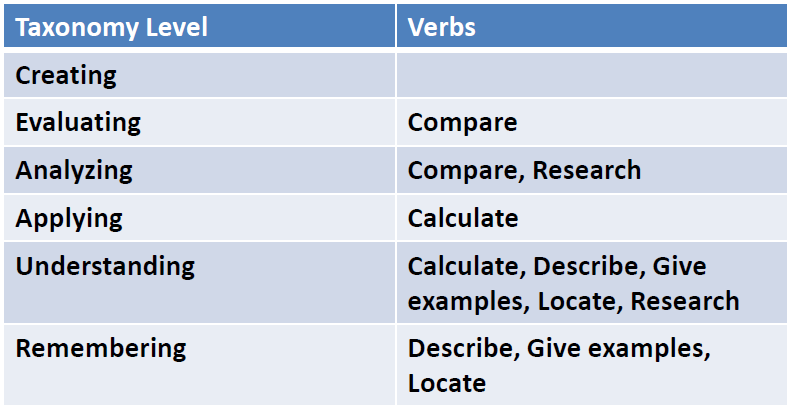 Taxonomy Level Verbs
Creating
Evaluating Compare
Analyzing Compare, Research
Applying Calculate
Understanding Calculate, Describe, Give
examples, Locate, Research
Remembering Describe, Give examples,
Locate